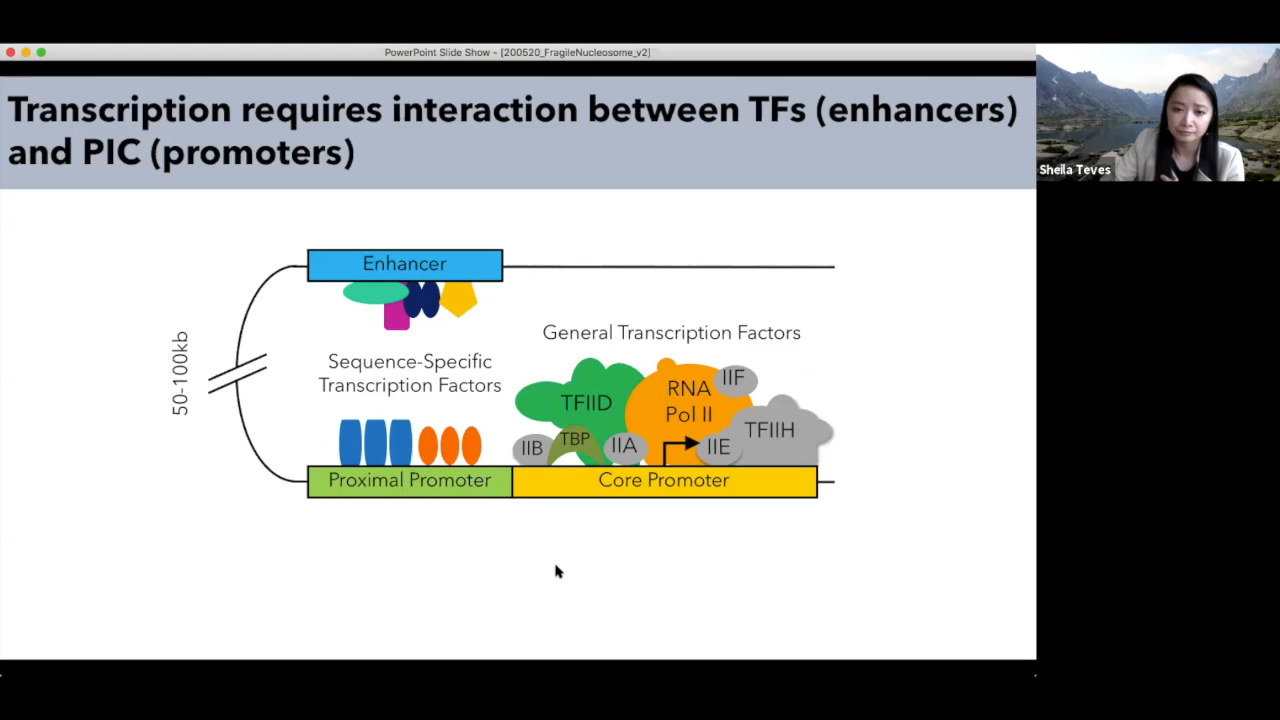 PowerPoint Slide Show - [200520_FragileNucleosome_v2]
Transcription requires interaction between TFs (enhancers)
and PIC (promoters)
Sheila Teves
Enhancer
50-100kb
General Transcription Factors
Sequence-Specific
Transcription Factors
TFIID
RNA
Pol II
IIF
TFIIH
IIB
TBP
IIA
IIE
Proximal Promoter
Core Promoter